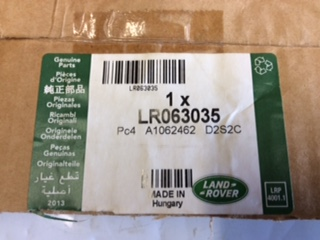 Genuine
Parts
Pièces
d'Origine
純正部品
Piezas
Originales
Ricambi
Originali
Originele
Onderdelen
Peças
Genuinas
Originalteile
قطع غيار
أصلية
2013
LR063035
1 x
LR063035
Pc4 A1062462 D2S2C
MADE IN
Hungary
LAND
ROVER
LRP
4001.1